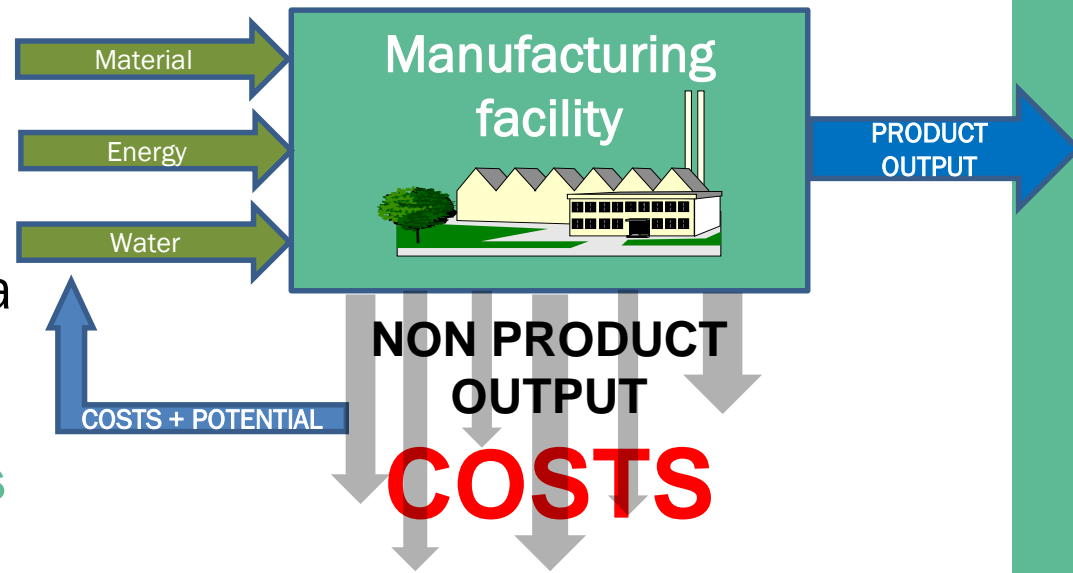 Manufacturing
facility
Material
Energy
Water
PRODUCT
OUTPUT
a
NON PRODUCT
OUTPUT
COSTS + POTENTIAL
COSTS
s